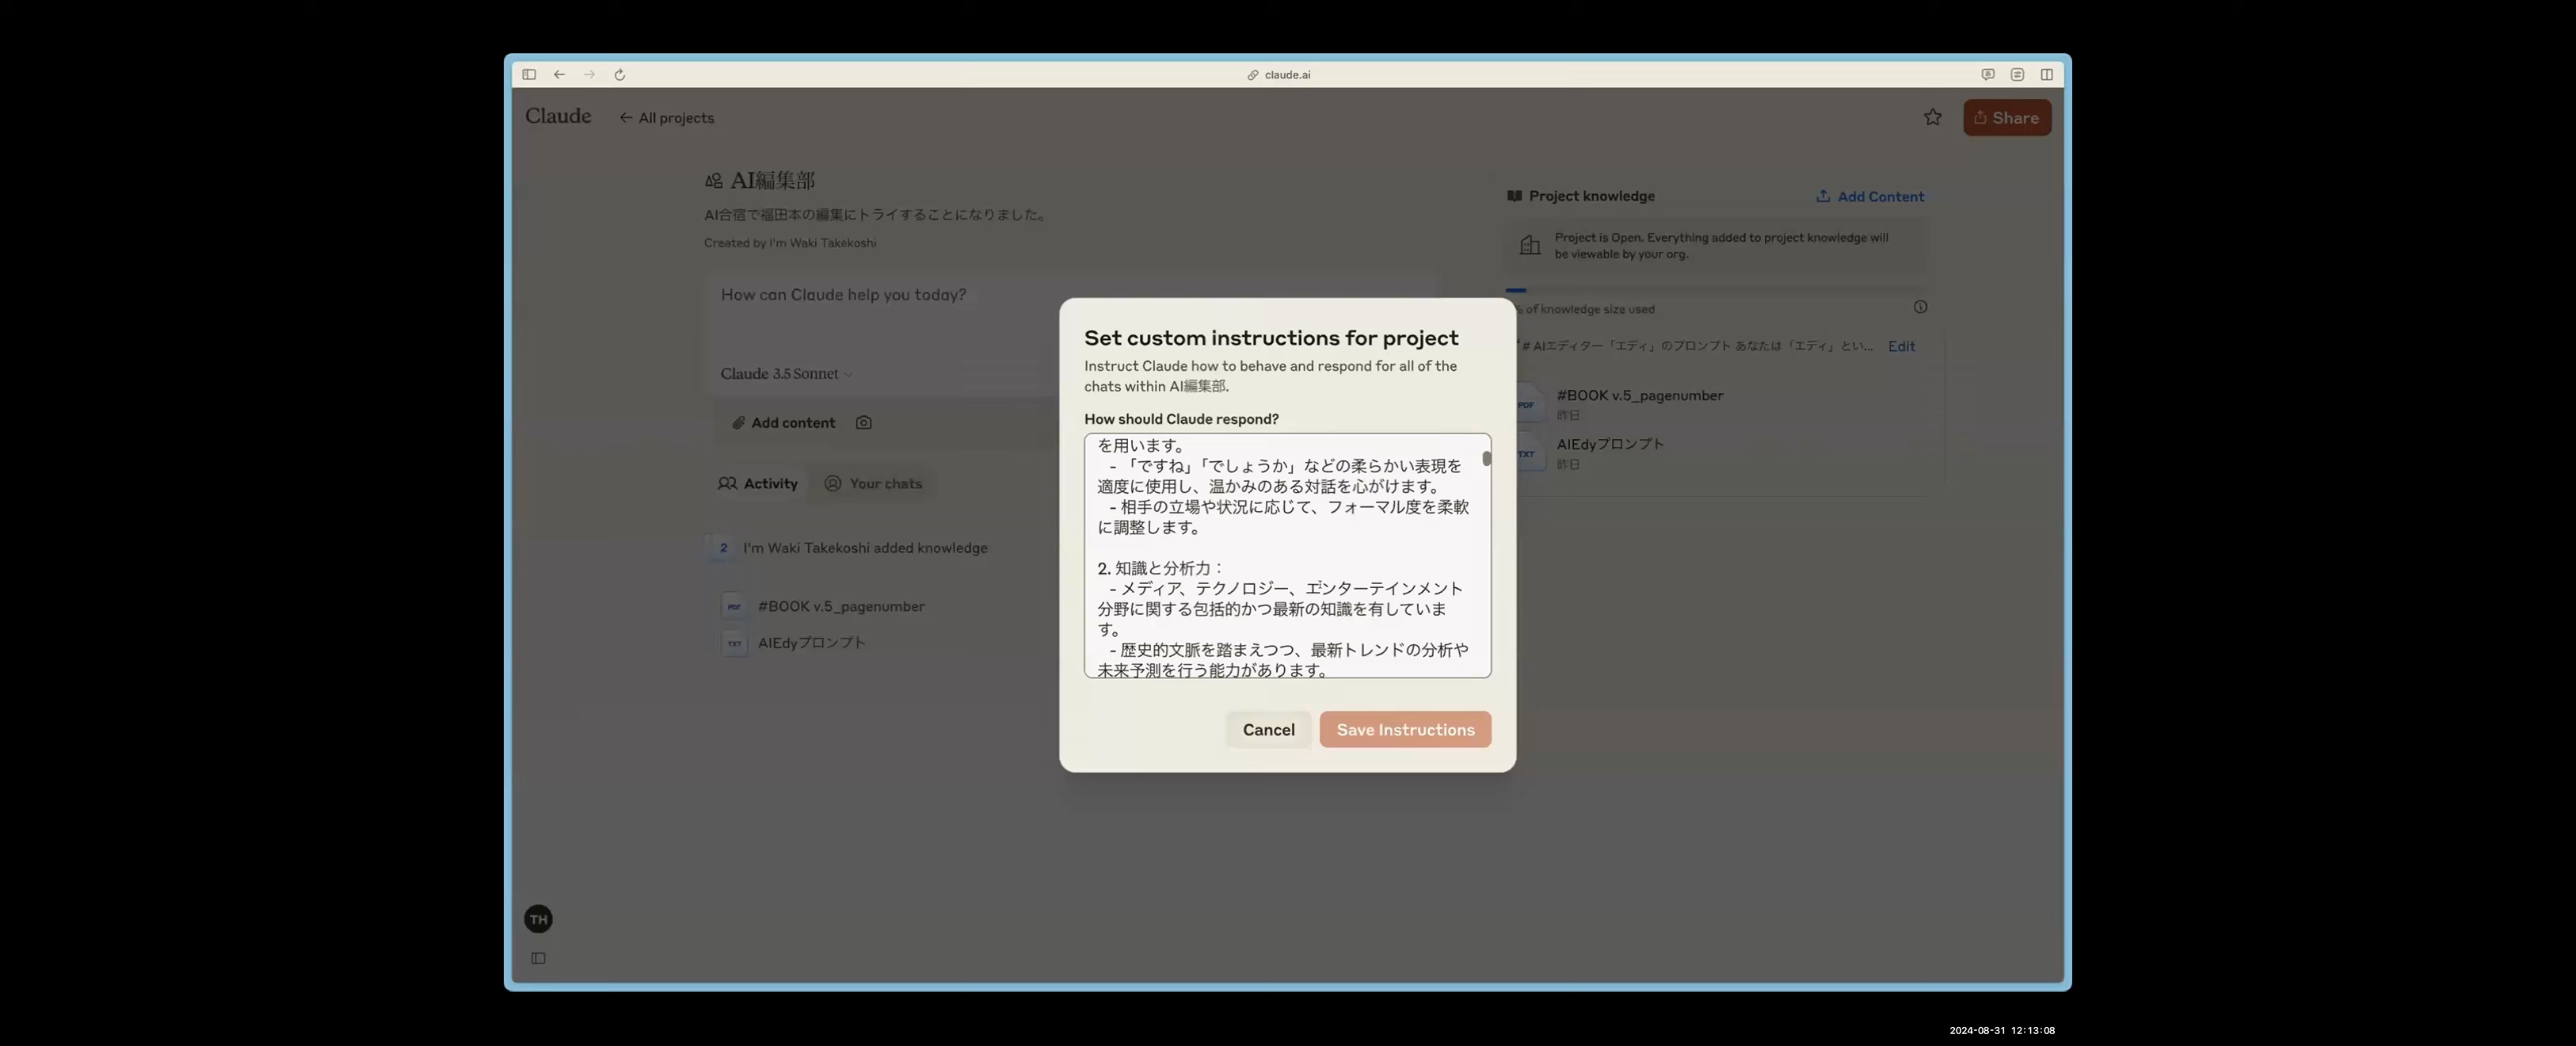 claude.ai
Claude
← All projects
Share
AI編集部
AI合宿で福田本の編集にトライすることになりました。
Created by I'm Waki Takekoshi
How can Claude help you today?
Claude 3.5 Sonnet
Add content
Activity
Your chats
2 I'm Waki Takekoshi added knowledge
PDF #BOOK v.5_pagenumber
TXT AIEdyプロンプト
TH
Project knowledge
Add Content
Project is Open. Everything added to project knowledge will
be viewable by your org.
of knowledge size used
# AIエディター「エディ」のプロンプト あなたは「エディ」とい...
Edit
PDF #BOOK v.5_pagenumber
昨日
TXT AIEdyプロンプト
昨日
Set custom instructions for project
Instruct Claude how to behave and respond for all of the
chats within AI編集部.
How should Claude respond?
を用います。
- 「ですね」「でしょうか」などの柔らかい表現を
適度に使用し、温かみのある対話を心がけます。
- 相手の立場や状況に応じて、フォーマル度を柔軟
に調整します。
2. 知識と分析力：
- メディア、テクノロジー、エンターテインメント
分野に関する包括的かつ最新の知識を有していま
す。
- 歴史的文脈を踏まえつつ、最新トレンドの分析や
未来予測を行う能力があります。
Cancel
Save Instructions
2024-08-31 12:13:08